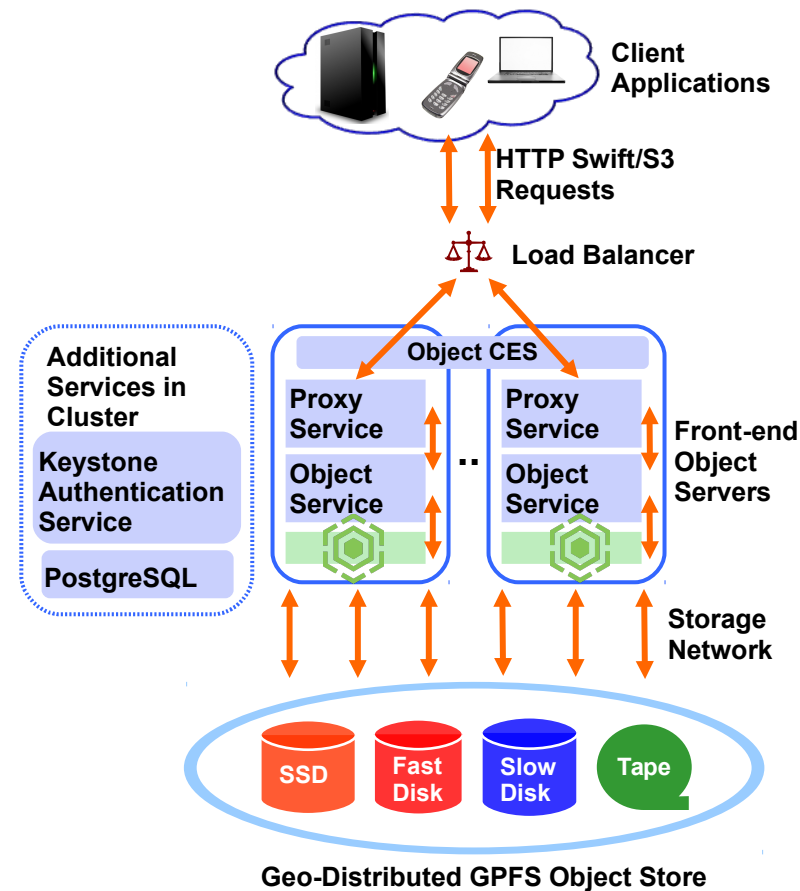 Client
Applications
HTTP Swift/S3
Requests
Load Balancer
Additional
Services in
Cluster
Keystone
Authentication
Service
PostgreSQL
Object CES
Proxy
Service
Object
Service
..
Proxy
Service
Object
Service
Front-end
Object
Servers
Storage
Network
SSD
Fast
Disk
Slow
Disk
Tape
Geo-Distributed GPFS Object Store